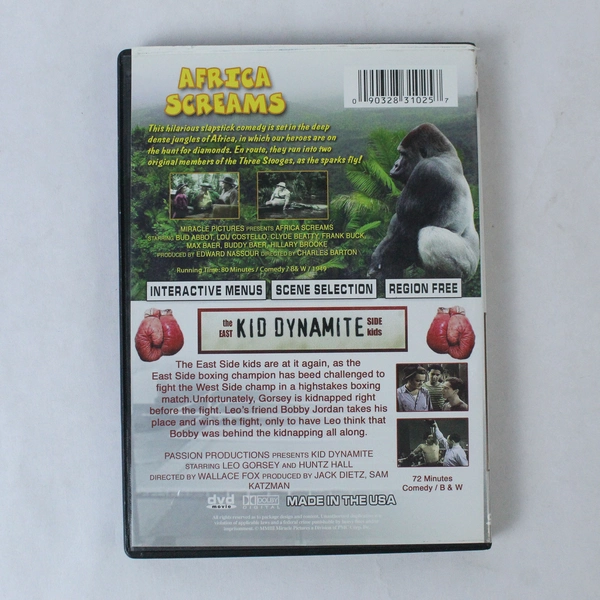 AFRICA
SCREAMS
0 90328 31025 7
This hilarious slapstick comedy is set in the deep
dense jungles of Africa, in which our heroes are on
the hunt for diamonds. En route, they run into two
original members of the Three Stooges, as the sparks fly!
MIRACLE PICTURES PRESENTS AFRICA SCREAMS
STARRING BUD ABBOT, LOU COSTELLO, CLYDE BEATTY, FRANK BUCK,
MAX BAER, BUDDY BAER, HILLARY BROOKE
PRODUCED BY EDWARD NASSOUR DIRECTED BY CHARLES BARTON
Running Time: 80 Minutes / Comedy / B & W / 1949
INTERACTIVE MENUS SCENE SELECTION REGION FREE
the EAST KID DYNAMITE SIDE kids
The East Side kids are at it again, as the
East Side boxing champion has beed challenged to
fight the West Side champ in a highstakes boxing
match.Unfortunately, Gorsey is kidnapped right
before the fight. Leo's friend Bobby Jordan takes his
place and wins the fight, only to have Leo think that
Bobby was behind the kidnapping all along.
PASSION PRODUCTIONS PRESENTS KID DYNAMITE
STARRING LEO GORSEY AND HUNTZ HALL
DIRECTED BY WALLACE FOX PRODUCED BY JACK DIETZ, SAM
KATZMAN
72 Minutes
Comedy / B & W
dvd movie DOLBY DIGITAL MADE IN THE USA